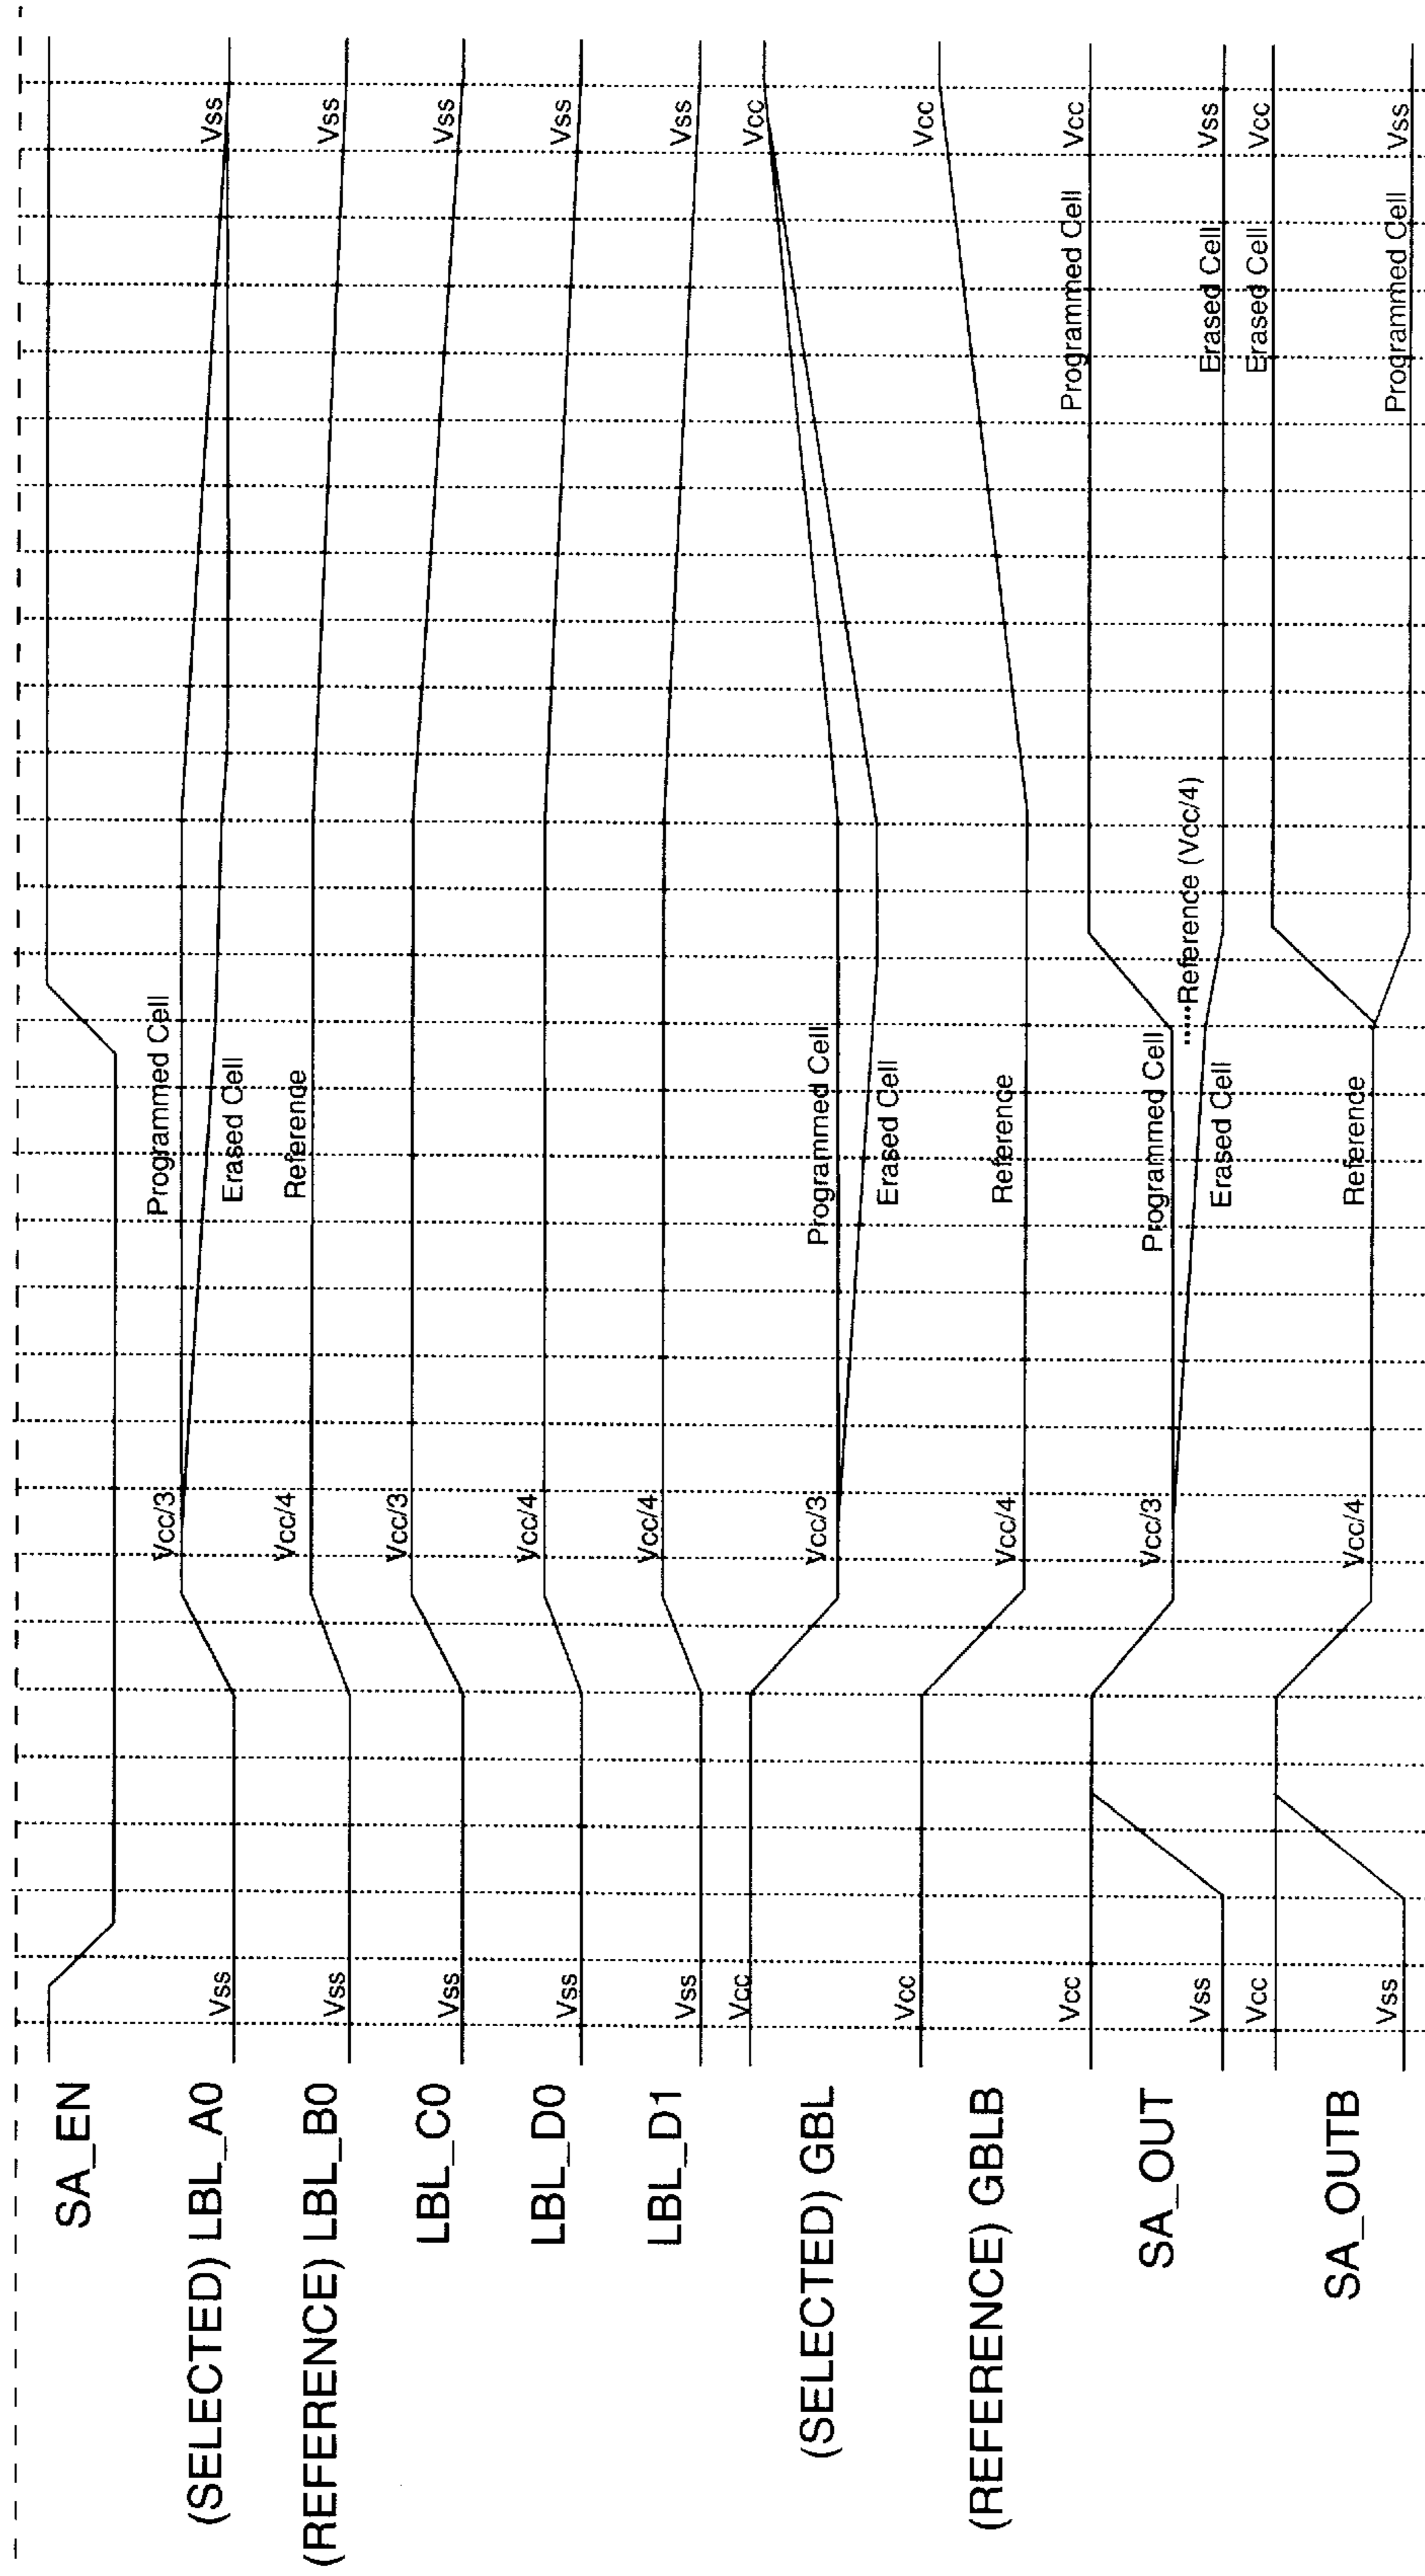 SA_EN
(SELECTED) LBL_A0
Vss
Vcc/3
Programmed Cell
Erased Cell
Vss
(REFERENCE) LBL_B0
Vss
Vcc/4
Reference
Vss
LBL_C0
Vss
Vcc/3
Vss
LBL_D0
Vss
Vcc/4
Vss
LBL_D1
Vss
Vcc/4
Vss
(SELECTED) GBL
Vcc
Vcc/3
Programmed Cell
Erased Cell
Vcc
(REFERENCE) GBLB
Vcc
Vcc/4
Reference
Vcc
SA_OUT
Vcc
Vss
Vcc/3
Programmed Cell
Erased Cell
Reference (Vcc/4)
Programmed Cell
Vcc
Erased Cell
Vss
SA_OUTB
Vcc
Vss
Vcc/4
Reference
Erased Cell
Vcc
Programmed Cell
Vss